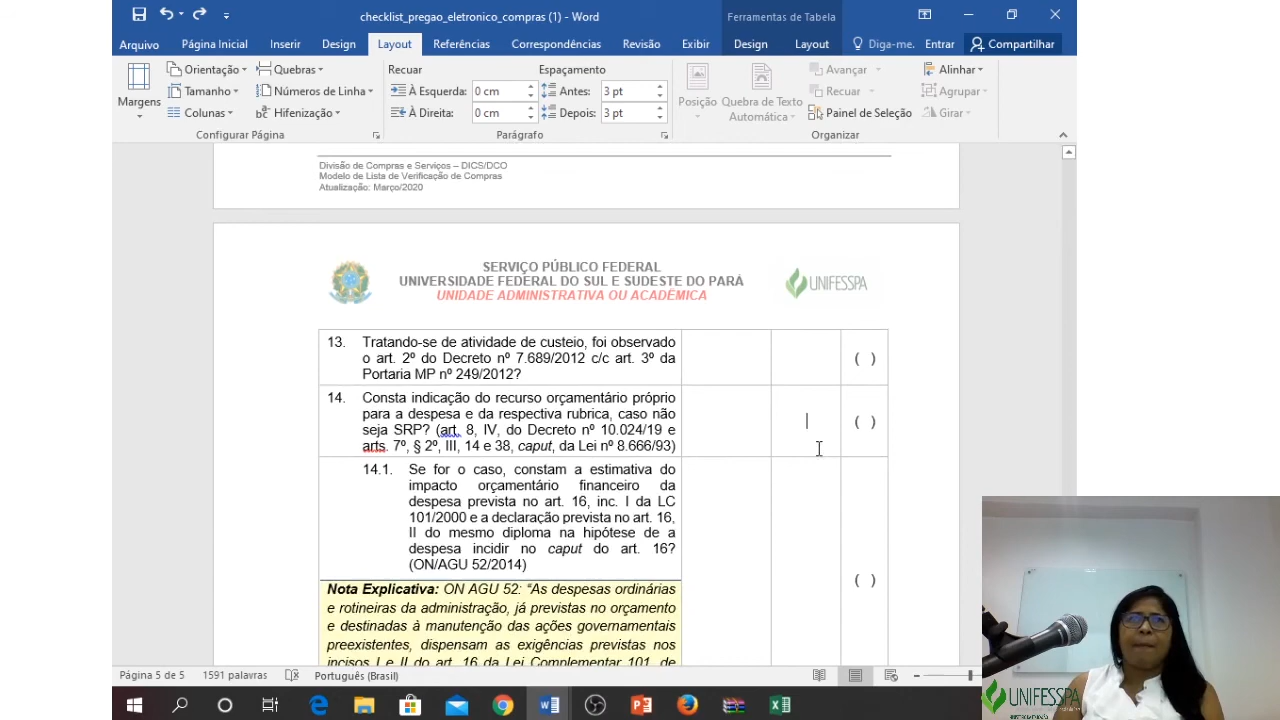 checklist_pregao_eletronico_compras (1) - Word
Ferramentas de Tabela
Arquivo
Página Inicial
Inserir
Design
Layout
Referências
Correspondências
Revisão
Exibir
Design
Layout
Diga-me.
Entrar
Compartilhar
Margens
Orientação
Tamanho
Colunas
Quebras
Números de Linha
Hifenização
Configurar Página
Recuar
À Esquerda: 0 cm
À Direita: 0 cm
Espaçamento
Antes: 3 pt
Depois: 3 pt
Parágrafo
Posição
Quebra de Texto Automática
Avançar
Recuar
Painel de Seleção
Alinhar
Agrupar
Girar
Organizar
Divisão de Compras e Serviços – DICS/DCO
Modelo de Lista de Verificação de Compras
Atualização: Março/2020
SERVIÇO PÚBLICO FEDERAL
UNIVERSIDADE FEDERAL DO SUL E SUDESTE DO PARÁ
UNIDADE ADMINISTRATIVA OU ACADÊMICA
UNIFESSPA
13. Tratando-se de atividade de custeio, foi observado
o art. 2º do Decreto nº 7.689/2012 c/c art. 3º da
Portaria MP nº 249/2012?
( )
14. Consta indicação do recurso orçamentário próprio
para a despesa e da respectiva rubrica, caso não
seja SRP? (art. 8, IV, do Decreto nº 10.024/19 e
arts. 7º, § 2º, III, 14 e 38, caput, da Lei nº 8.666/93)
( )
14.1. Se for o caso, constam a estimativa do
impacto orçamentário financeiro da
despesa prevista no art. 16, inc. I da LC
101/2000 e a declaração prevista no art. 16,
II do mesmo diploma na hipótese de a
despesa incidir no caput do art. 16?
(ON/AGU 52/2014)
( )
Nota Explicativa: ON AGU 52: “As despesas ordinárias
e rotineiras da administração, já previstas no orçamento
e destinadas à manutenção das ações governamentais
preexistentes, dispensam as exigências previstas nos
incisos I e II do art. 16 da Lei Complementar 101, de
Página 5 de 5
1591 palavras
Português (Brasil)
UNIFESSPA